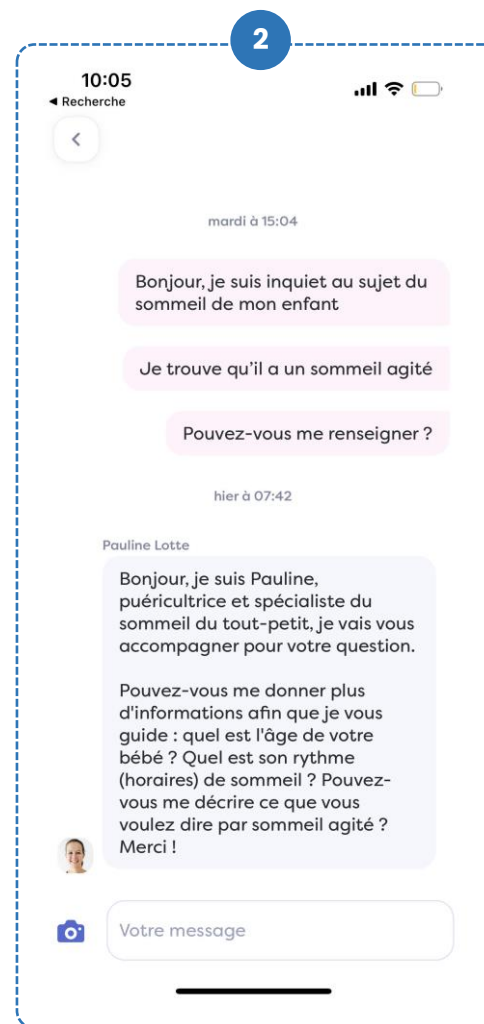 2
10:05
◀ Recherche
mardi à 15:04
Bonjour, je suis inquiet au sujet du
sommeil de mon enfant
Je trouve qu'il a un sommeil agité
Pouvez-vous me renseigner ?
hier à 07:42
Pauline Lotte
Bonjour, je suis Pauline,
puéricultrice et spécialiste du
sommeil du tout-petit, je vais vous
accompagner pour votre question.
Pouvez-vous me donner plus
d'informations afin que je vous
guide : quel est l'âge de votre
bébé ? Quel est son rythme
(horaires) de sommeil ? Pouvez-
vous me décrire ce que vous
voulez dire par sommeil agité ?
Merci !
Votre message